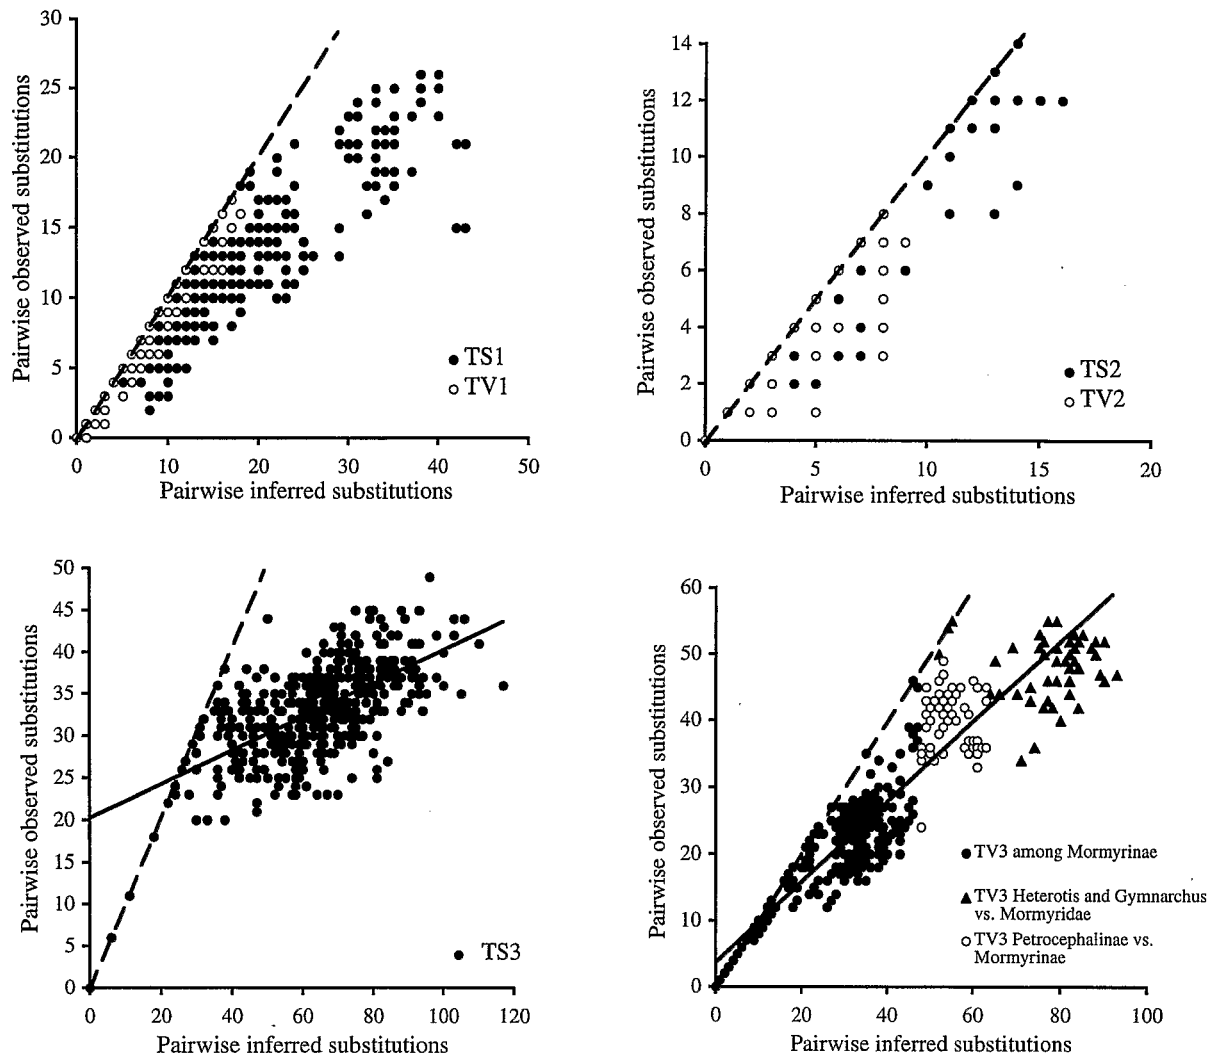 30
25
20
15
10
5
0
0 10 20 30 40 50
Pairwise observed substitutions
Pairwise inferred substitutions
TS1
TV1
14
12
10
8
6
4
2
0
0 5 10 15 20
Pairwise observed substitutions
Pairwise inferred substitutions
TS2
TV2
50
45
40
35
30
25
20
15
10
5
0
0 20 40 60 80 100 120
Pairwise observed substitutions
Pairwise inferred substitutions
TS3
60
50
40
30
20
10
0
0 20 40 60 80 100
Pairwise observed substitutions
Pairwise inferred substitutions
TV3 among Mormyrinae
TV3 Heterotis and Gymnarchus
vs. Mormyridae
TV3 Petrocephalinae vs.
Mormyrinae